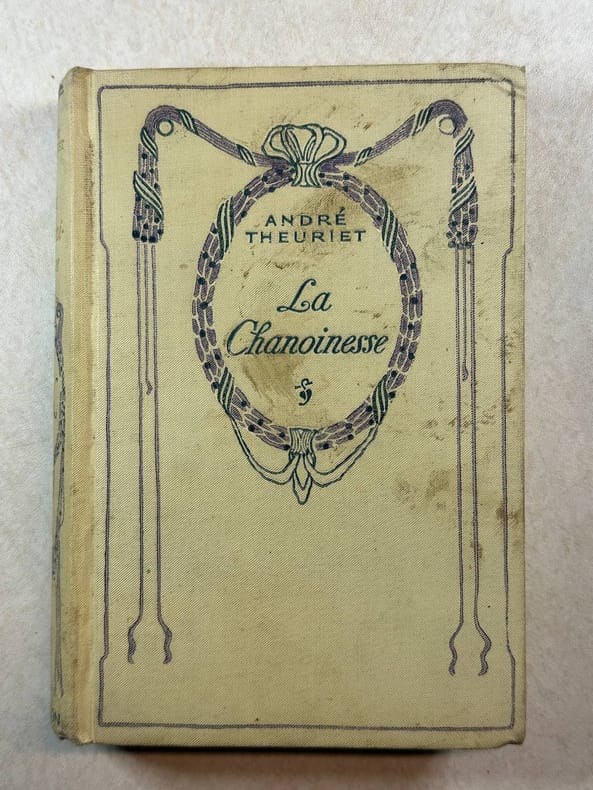 ANDRÉ
THEURIET
La
Chanoinesse